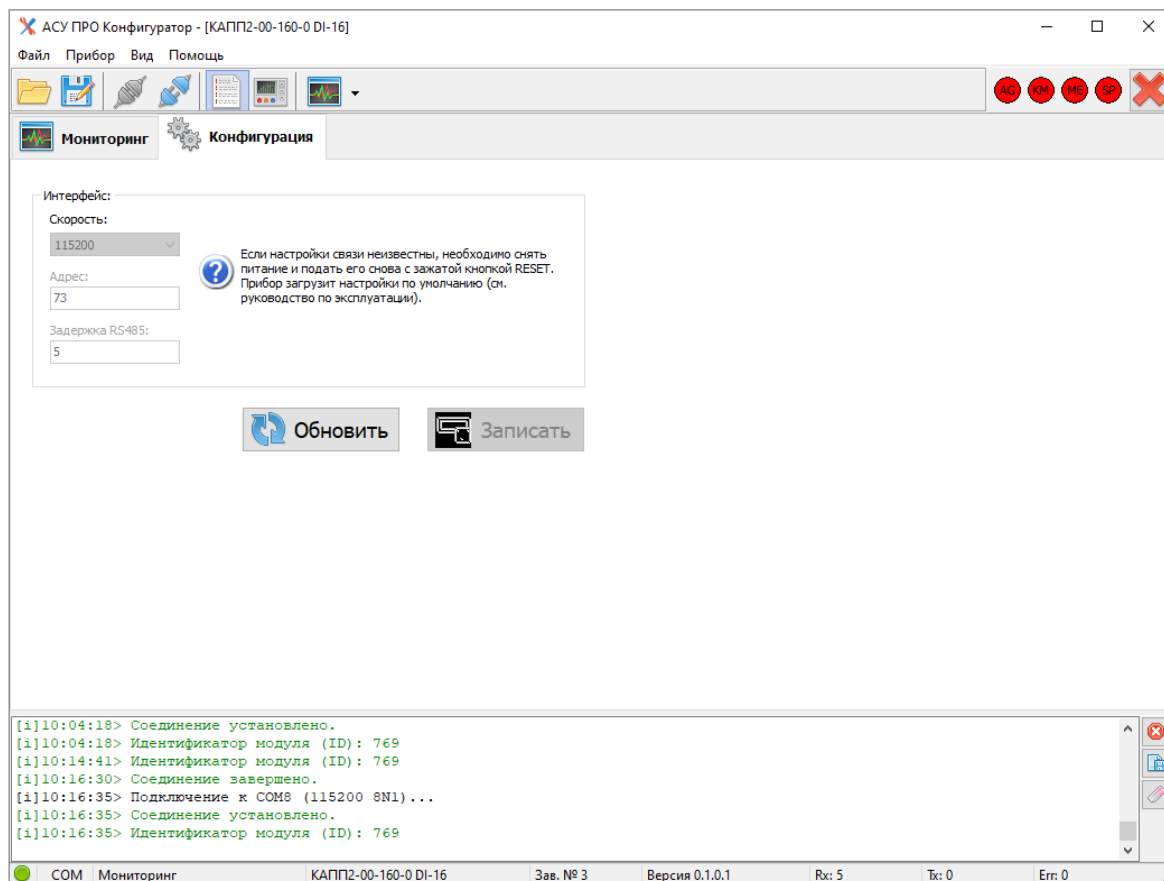 АСУ ПРО Конфигуратор - [КАПП2-00-160-0 DI-16]
Файл Прибор Вид Помощь
AG KM ME SP
Мониторинг Конфигурация
Интерфейс:
Скорость:
115200
Адрес:
73
Задержка RS485:
5
Если настройки связи неизвестны, необходимо снять
питание и подать его снова с зажатой кнопкой RESET.
Прибор загрузит настройки по умолчанию (см.
руководство по эксплуатации).
Обновить Записать
[i]10:04:18> Соединение установлено.
[i]10:04:18> Идентификатор модуля (ID): 769
[i]10:14:41> Идентификатор модуля (ID): 769
[i]10:16:30> Соединение завершено.
[i]10:16:35> Подключение к COM8 (115200 8N1)...
[i]10:16:35> Соединение установлено.
[i]10:16:35> Идентификатор модуля (ID): 769
COM Мониторинг КАПП2-00-160-0 DI-16 Зав. № 3 Версия 0.1.0.1 Rx: 5 Tx: 0 Err: 0